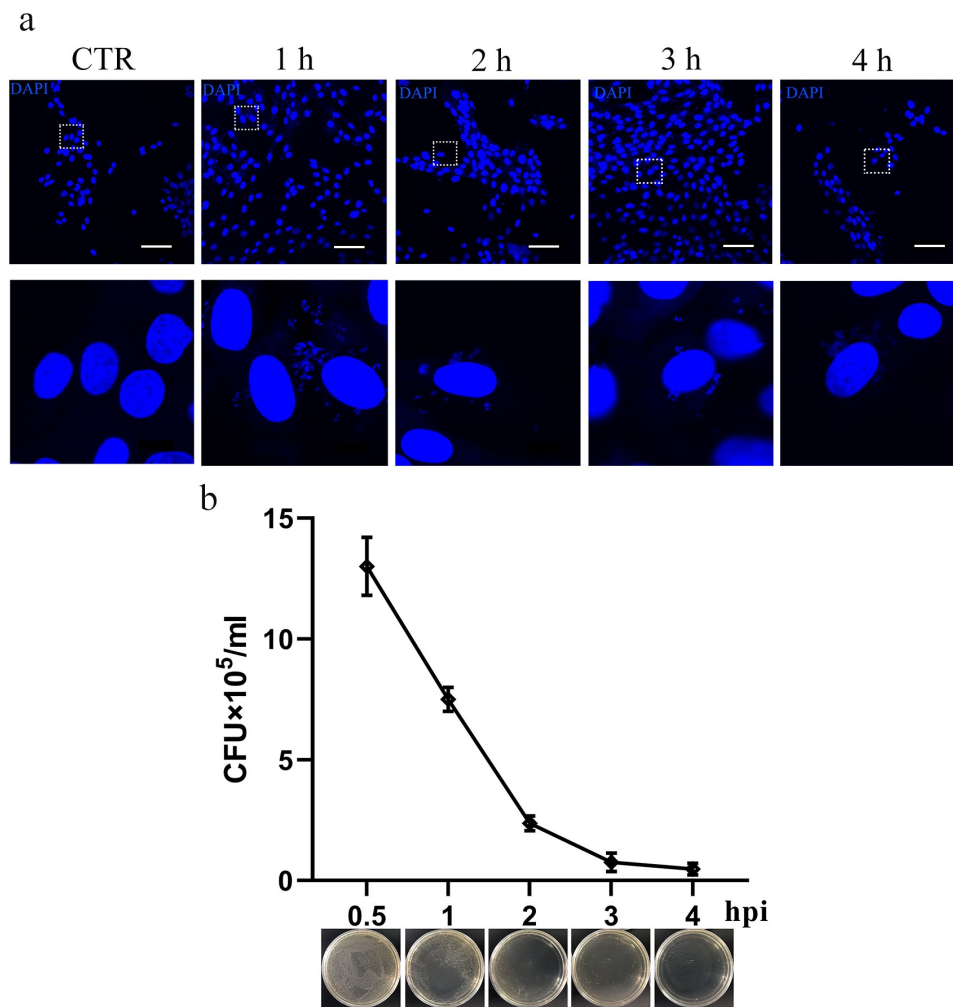 a
CTR 1 h 2 h 3 h 4 h
DAPI DAPI DAPI DAPI DAPI
b
15
10
5
0
CFU×10⁵/ml
0.5 1 2 3 4 hpi